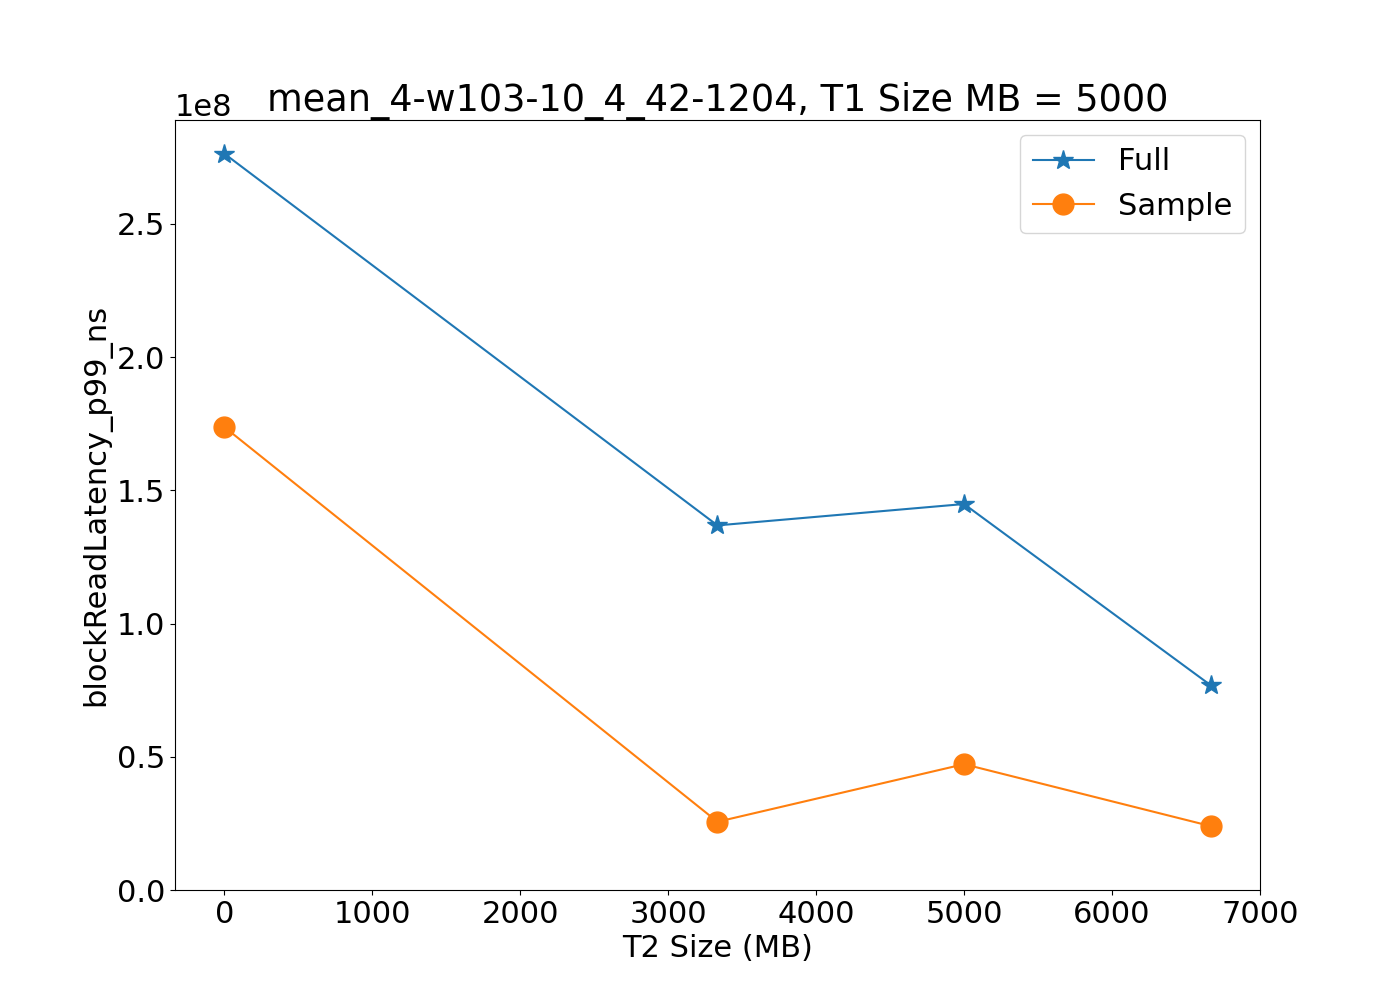 1e8
mean_4-w103-10_4_42-1204, T1 Size MB = 5000
Full
Sample
blockReadLatency_p99_ns
2.5
2.0
1.5
1.0
0.5
0.0
0 1000 2000 3000 4000 5000 6000 7000
T2 Size (MB)